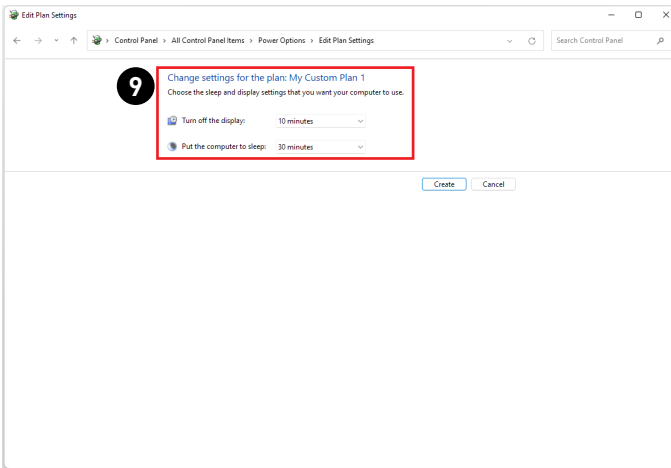 Edit Plan Settings
Control Panel > All Control Panel Items > Power Options > Edit Plan Settings
Search Control Panel
9
Change settings for the plan: My Custom Plan 1
Choose the sleep and display settings that you want your computer to use.
Turn off the display: 10 minutes
Put the computer to sleep: 30 minutes
Create Cancel